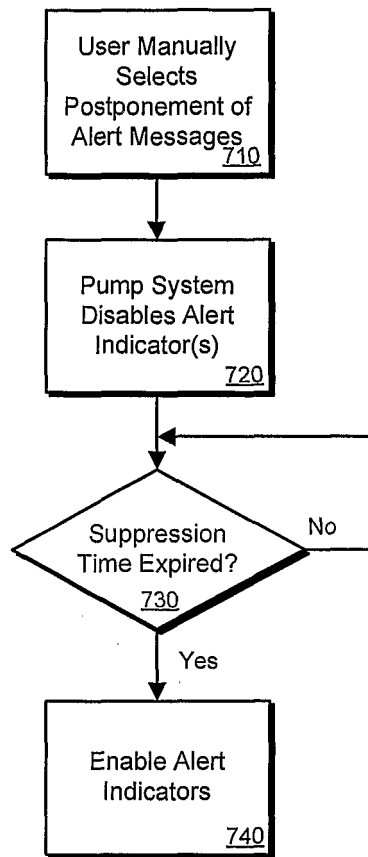 User Manually
Selects
Postponement of
Alert Messages
710
Pump System
Disables Alert
Indicator(s)
720
Suppression
Time Expired?
730
No
Yes
Enable Alert
Indicators
740